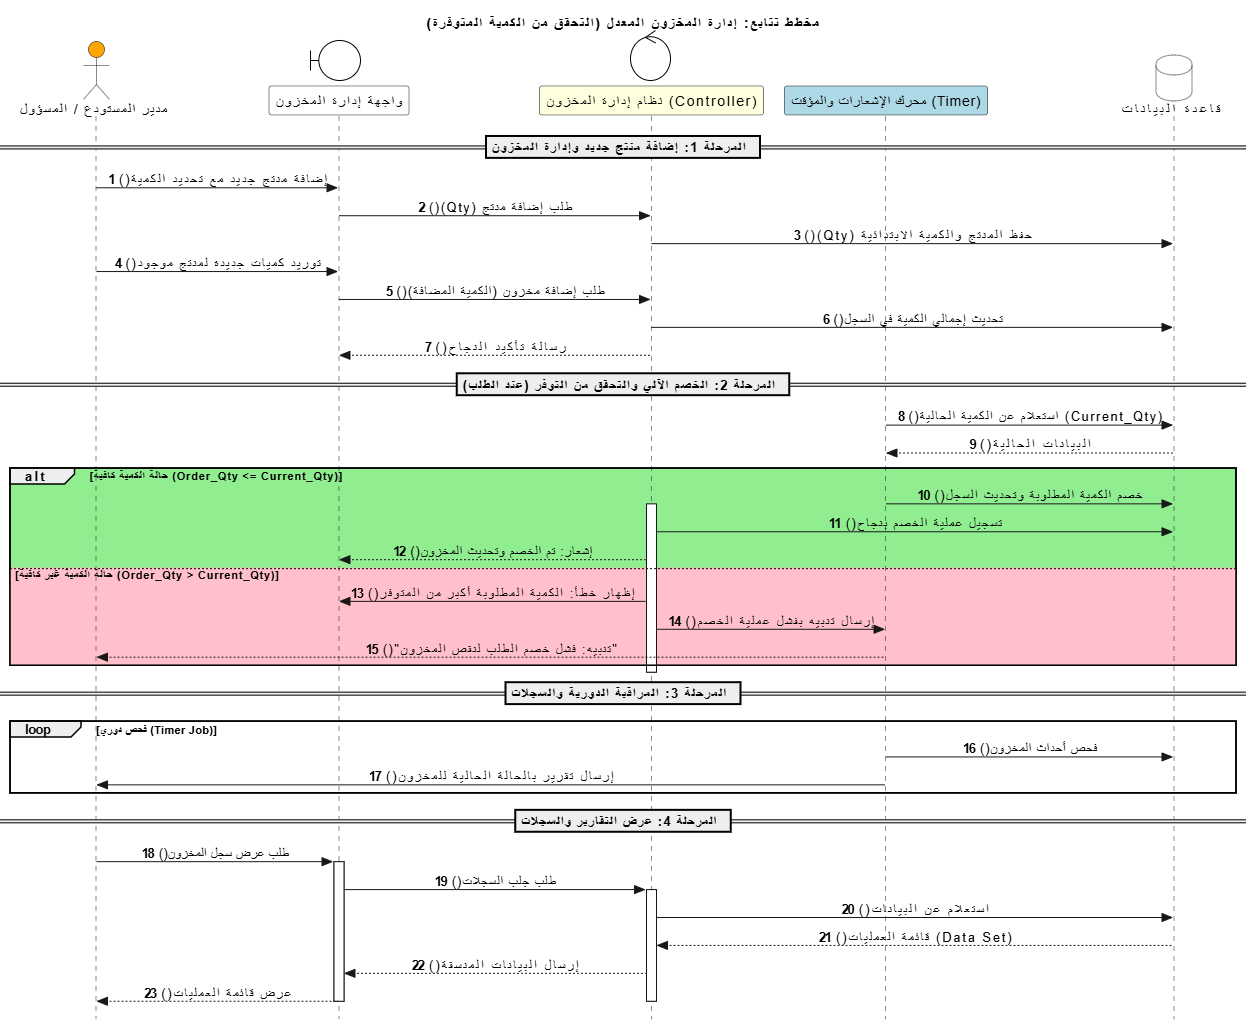 مخطط تتابع: إدارة المخزون المعدل (التحقق من الكمية المتوفرة)
مدير المستودع / المسؤول
واجهة إدارة المخزون
نظام إدارة المخزون (Controller)
محرك الإشعارات والمؤقت (Timer)
قاعدة البيانات
المرحلة 1: إضافة منتج جديد وإدارة المخزون
1 إضافة منتج جديد مع تحديد الكمية()
2 طلب إضافة منتج (Qty)()
3 حفظ المنتج والكمية الابتدائية (Qty)()
4 توريد كميات جديدة لمنتج موجود()
5 طلب إضافة مخزون (الكمية المضافة)()
6 تحديث إجمالي الكمية في السجل()
7 رسالة تأكيد النجاح()
المرحلة 2: الخصم الآلي والتحقق من التوفر (عند الطلب)
8 استعلام عن الكمية الحالية() (Current_Qty)
9 البيانات الحالية()
alt [حالة الكمية كافية (Order_Qty <= Current_Qty)]
10 خصم الكمية المطلوبة وتحديث السجل()
11 تسجيل عملية الخصم بنجاح()
12 إشعار: تم الخصم وتحديث المخزون()
[حالة الكمية غير كافية (Order_Qty > Current_Qty)]
13 إظهار خطأ: الكمية المطلوبة أكبر من المتوفر()
14 إرسال تنبيه بفشل عملية الخصم()
15 "تنبيه: فشل خصم الطلب لنقص المخزون"()
المرحلة 3: المراقبة الدورية والسجلات
loop [فحص دوري (Timer Job)]
16 فحص أحداث المخزون()
17 إرسال تقرير بالحالة الحالية للمخزون()
المرحلة 4: عرض التقارير والسجلات
18 طلب عرض سجل المخزون()
19 طلب جلب السجلات()
20 استعلام عن البيانات()
21 قائمة العمليات() (Data Set)
22 إرسال البيانات المنسقة()
23 عرض قائمة العمليات()